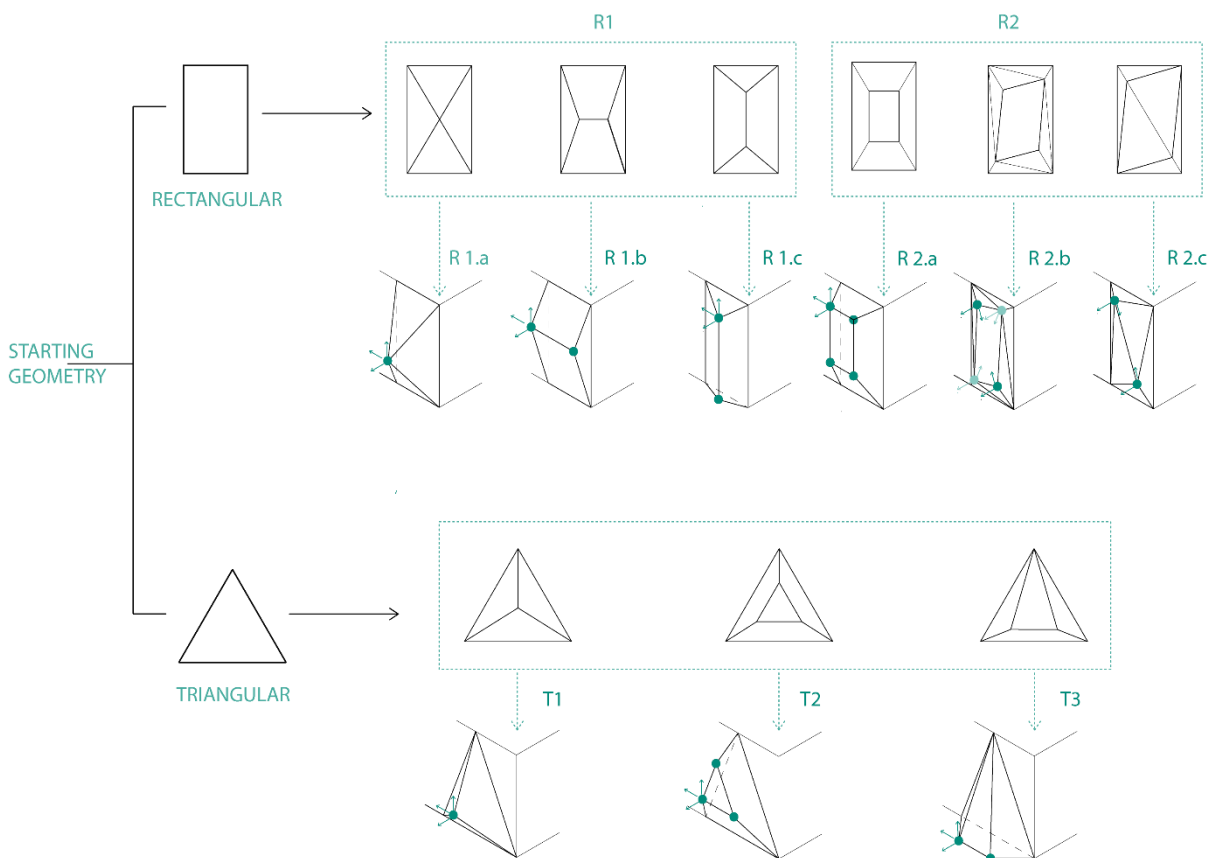 R1
R2
RECTANGULAR
R 1.a
R 1.b
R 1.c
R 2.a
R 2.b
R 2.c
STARTING
GEOMETRY
TRIANGULAR
T1
T2
T3